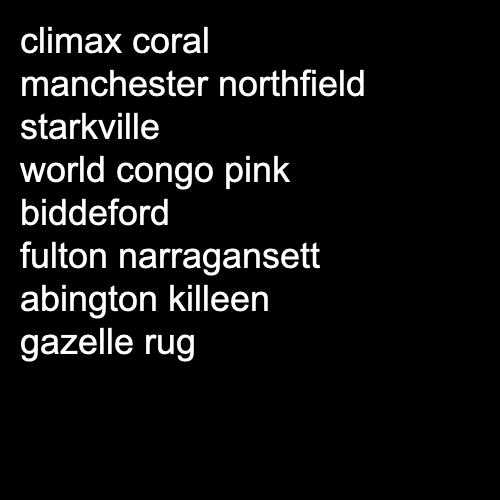 climax coral
manchester northfield
starkville
world congo pink
biddeford
fulton narragansett
abington killeen
gazelle rug